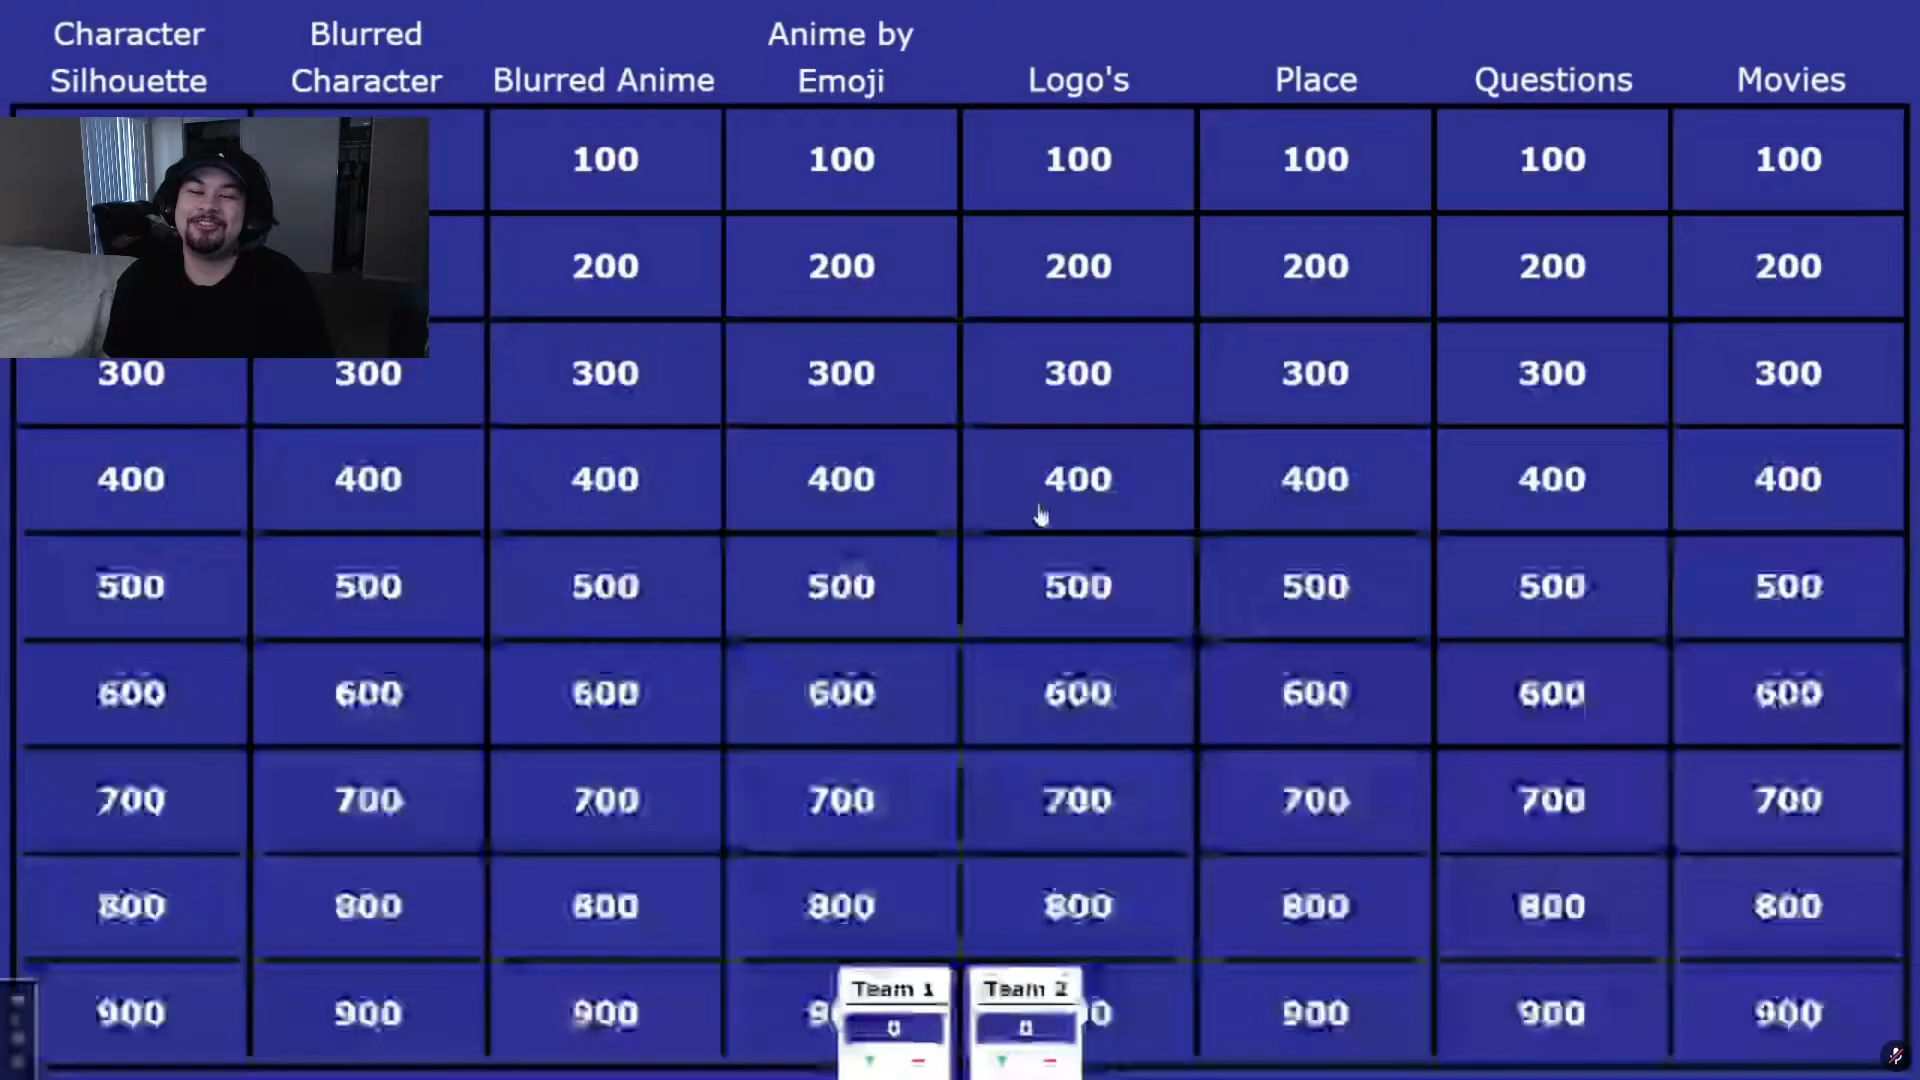 Character Silhouette
Blurred Character
Blurred Anime
Anime by Emoji
Logo's
Place
Questions
Movies
100 100 100 100 100 100
200 200 200 200 200 200
300 300 300 300 300 300 300 300
400 400 400 400 400 400 400 400
500 500 500 500 500 500 500 500
600 600 600 600 600 600 600 600
700 700 700 700 700 700 700 700
800 800 800 800 800 800 800 800
900 900 900 900 900 900
Team 1
0
Team 2
0